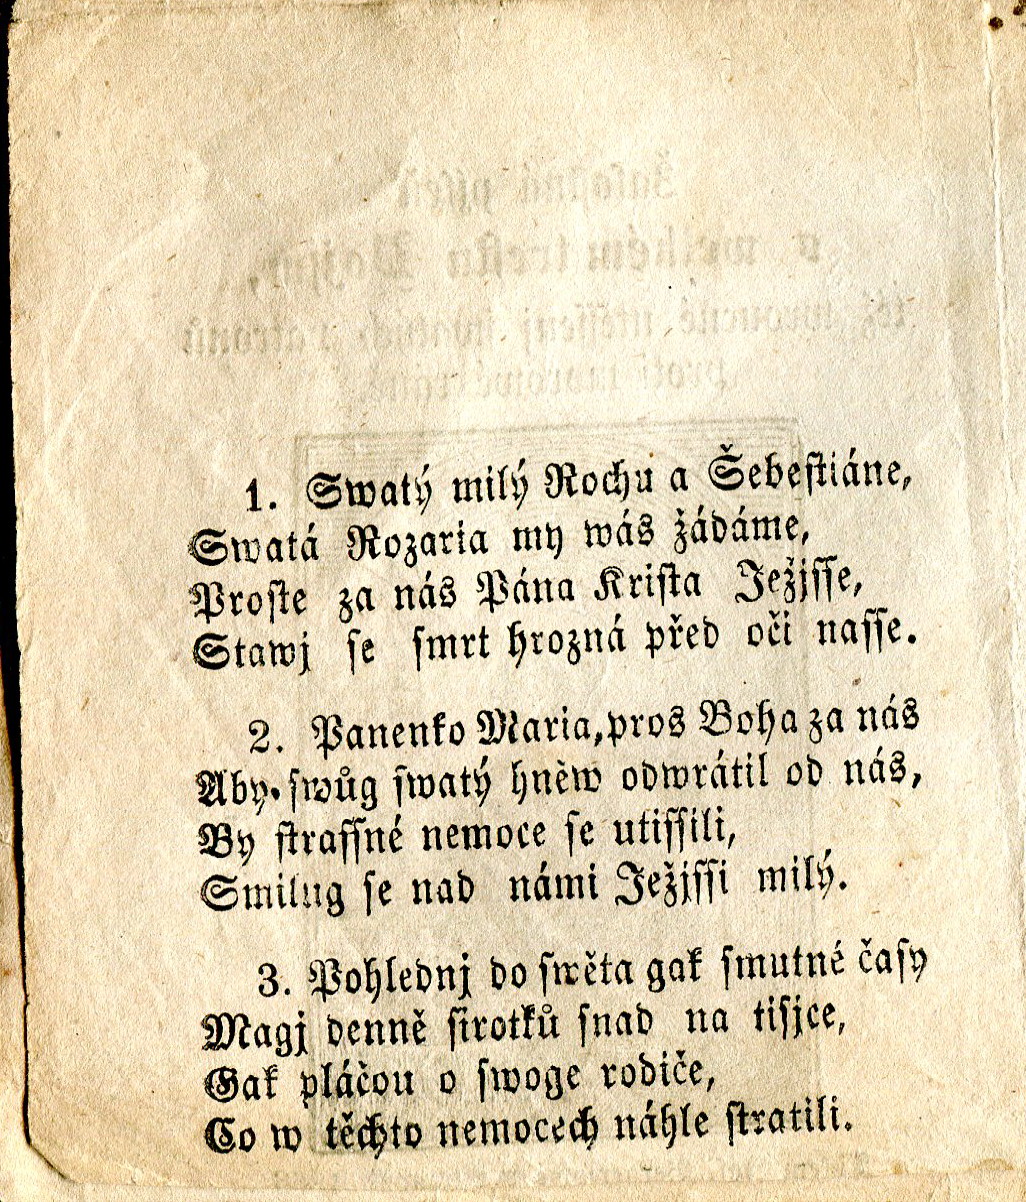 1. Swatý milý Rochu a Šebeſtiáne,
Swatá Rozaria my wás žádáme,
Proſte za nás Pána Kriſta Ježjſſe,
Stawj ſe ſmrt hrozná před oči naſſe.
2. Panenko Maria, pros Boha za nás
Aby ſwůg ſwatý hněw odwrátil od nás,
By ſtraſſné nemoce ſe utiſſili,
Smilug ſe nad námi Ježjſſi milý.
3. Pohlednj do ſwěta gak ſmutné čaſy
Magj denně ſirotků ſnad na tiſjce,
Gak pláčou o ſwoge rodiče,
Co w těchto nemocech náhle ſtratili.